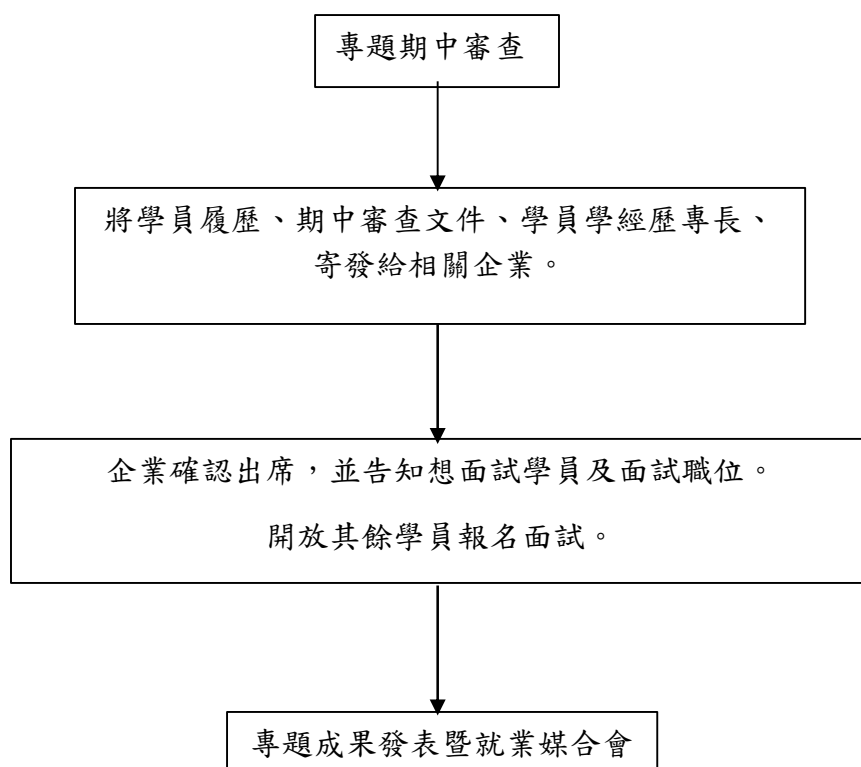 專題期中審查
將學員履歷、期中審查文件、學員學經歷專長、
寄發給相關企業。
企業確認出席，並告知想面試學員及面試職位。
開放其餘學員報名面試。
專題成果發表暨就業媒合會